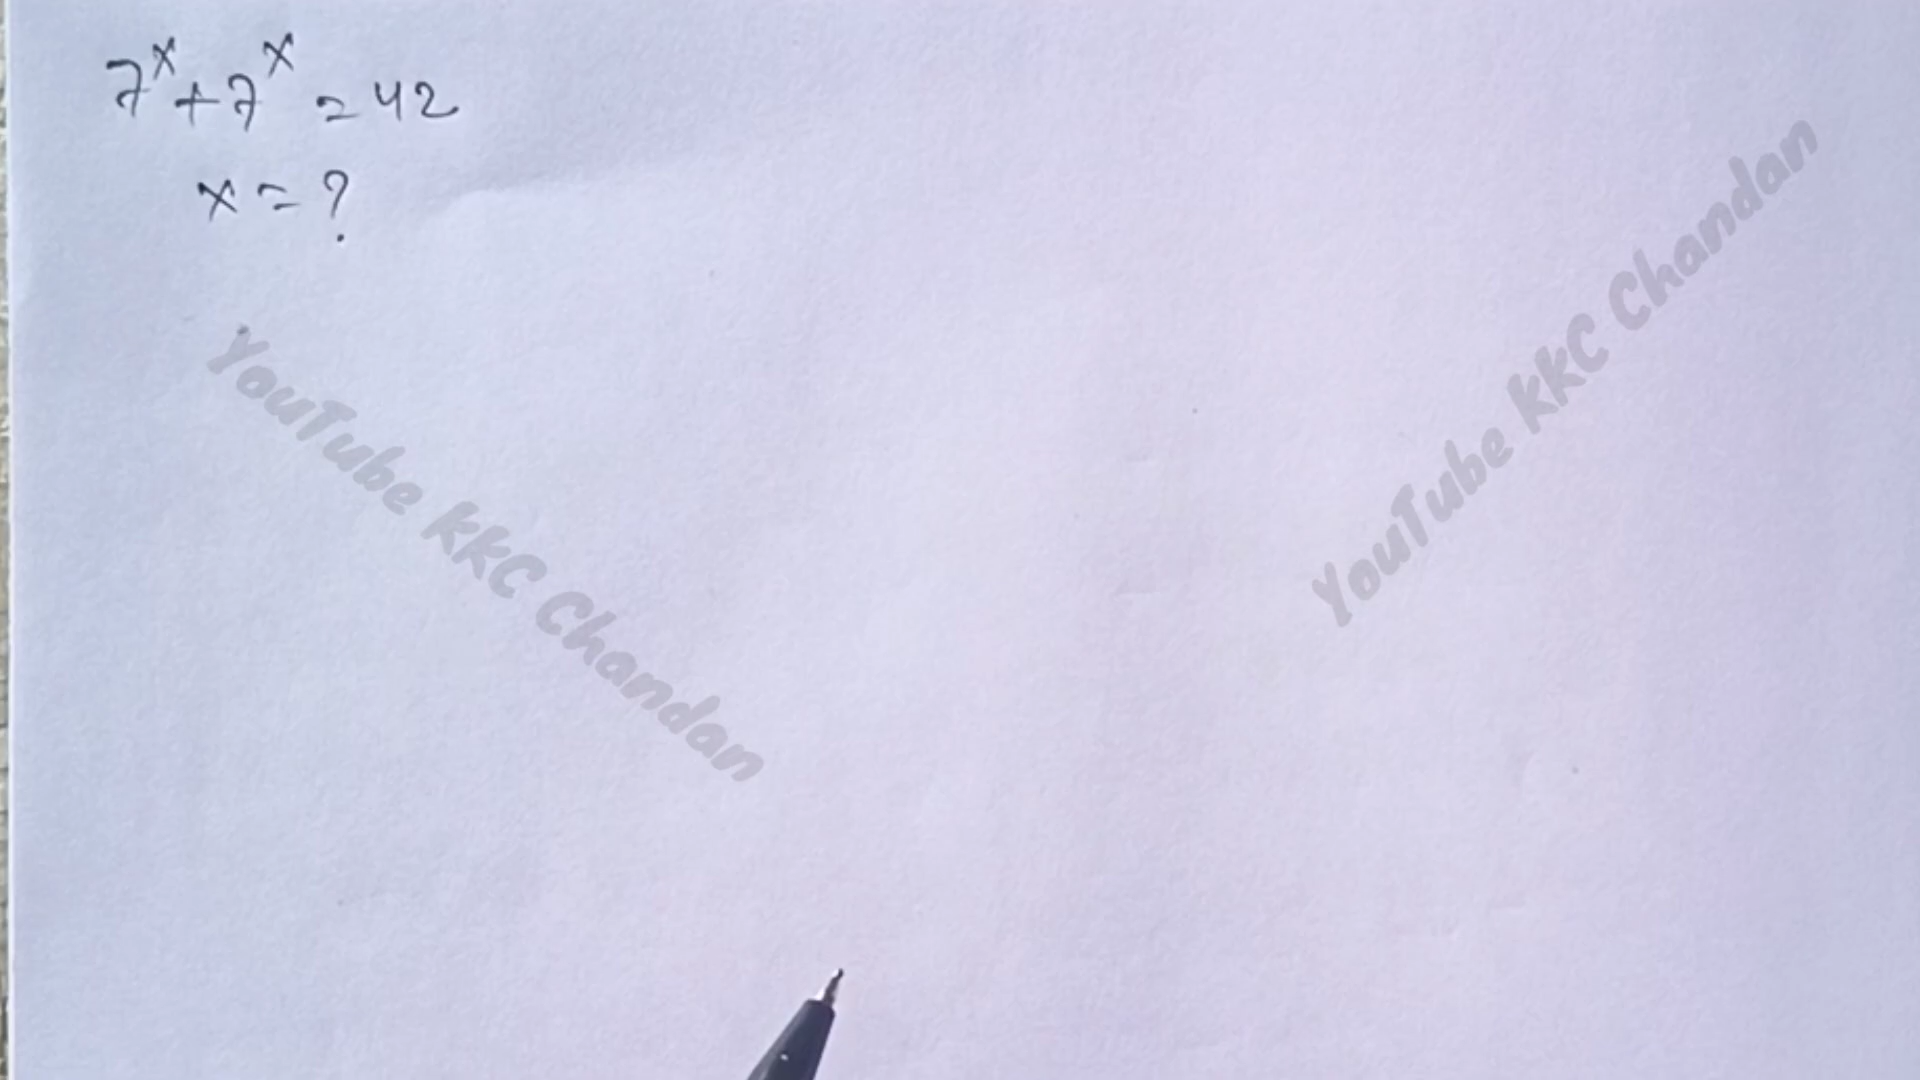 7^x + 7^x = 42
x = ?
YouTube KKC Chandan
YouTube KKC Chandan